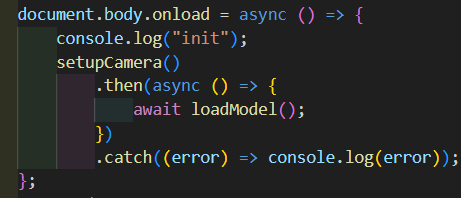 document.body.onload = async () => {
    console.log("init");
    setupCamera()
        .then(async () => {
            await loadModel();
        })
        .catch((error) => console.log(error));
};